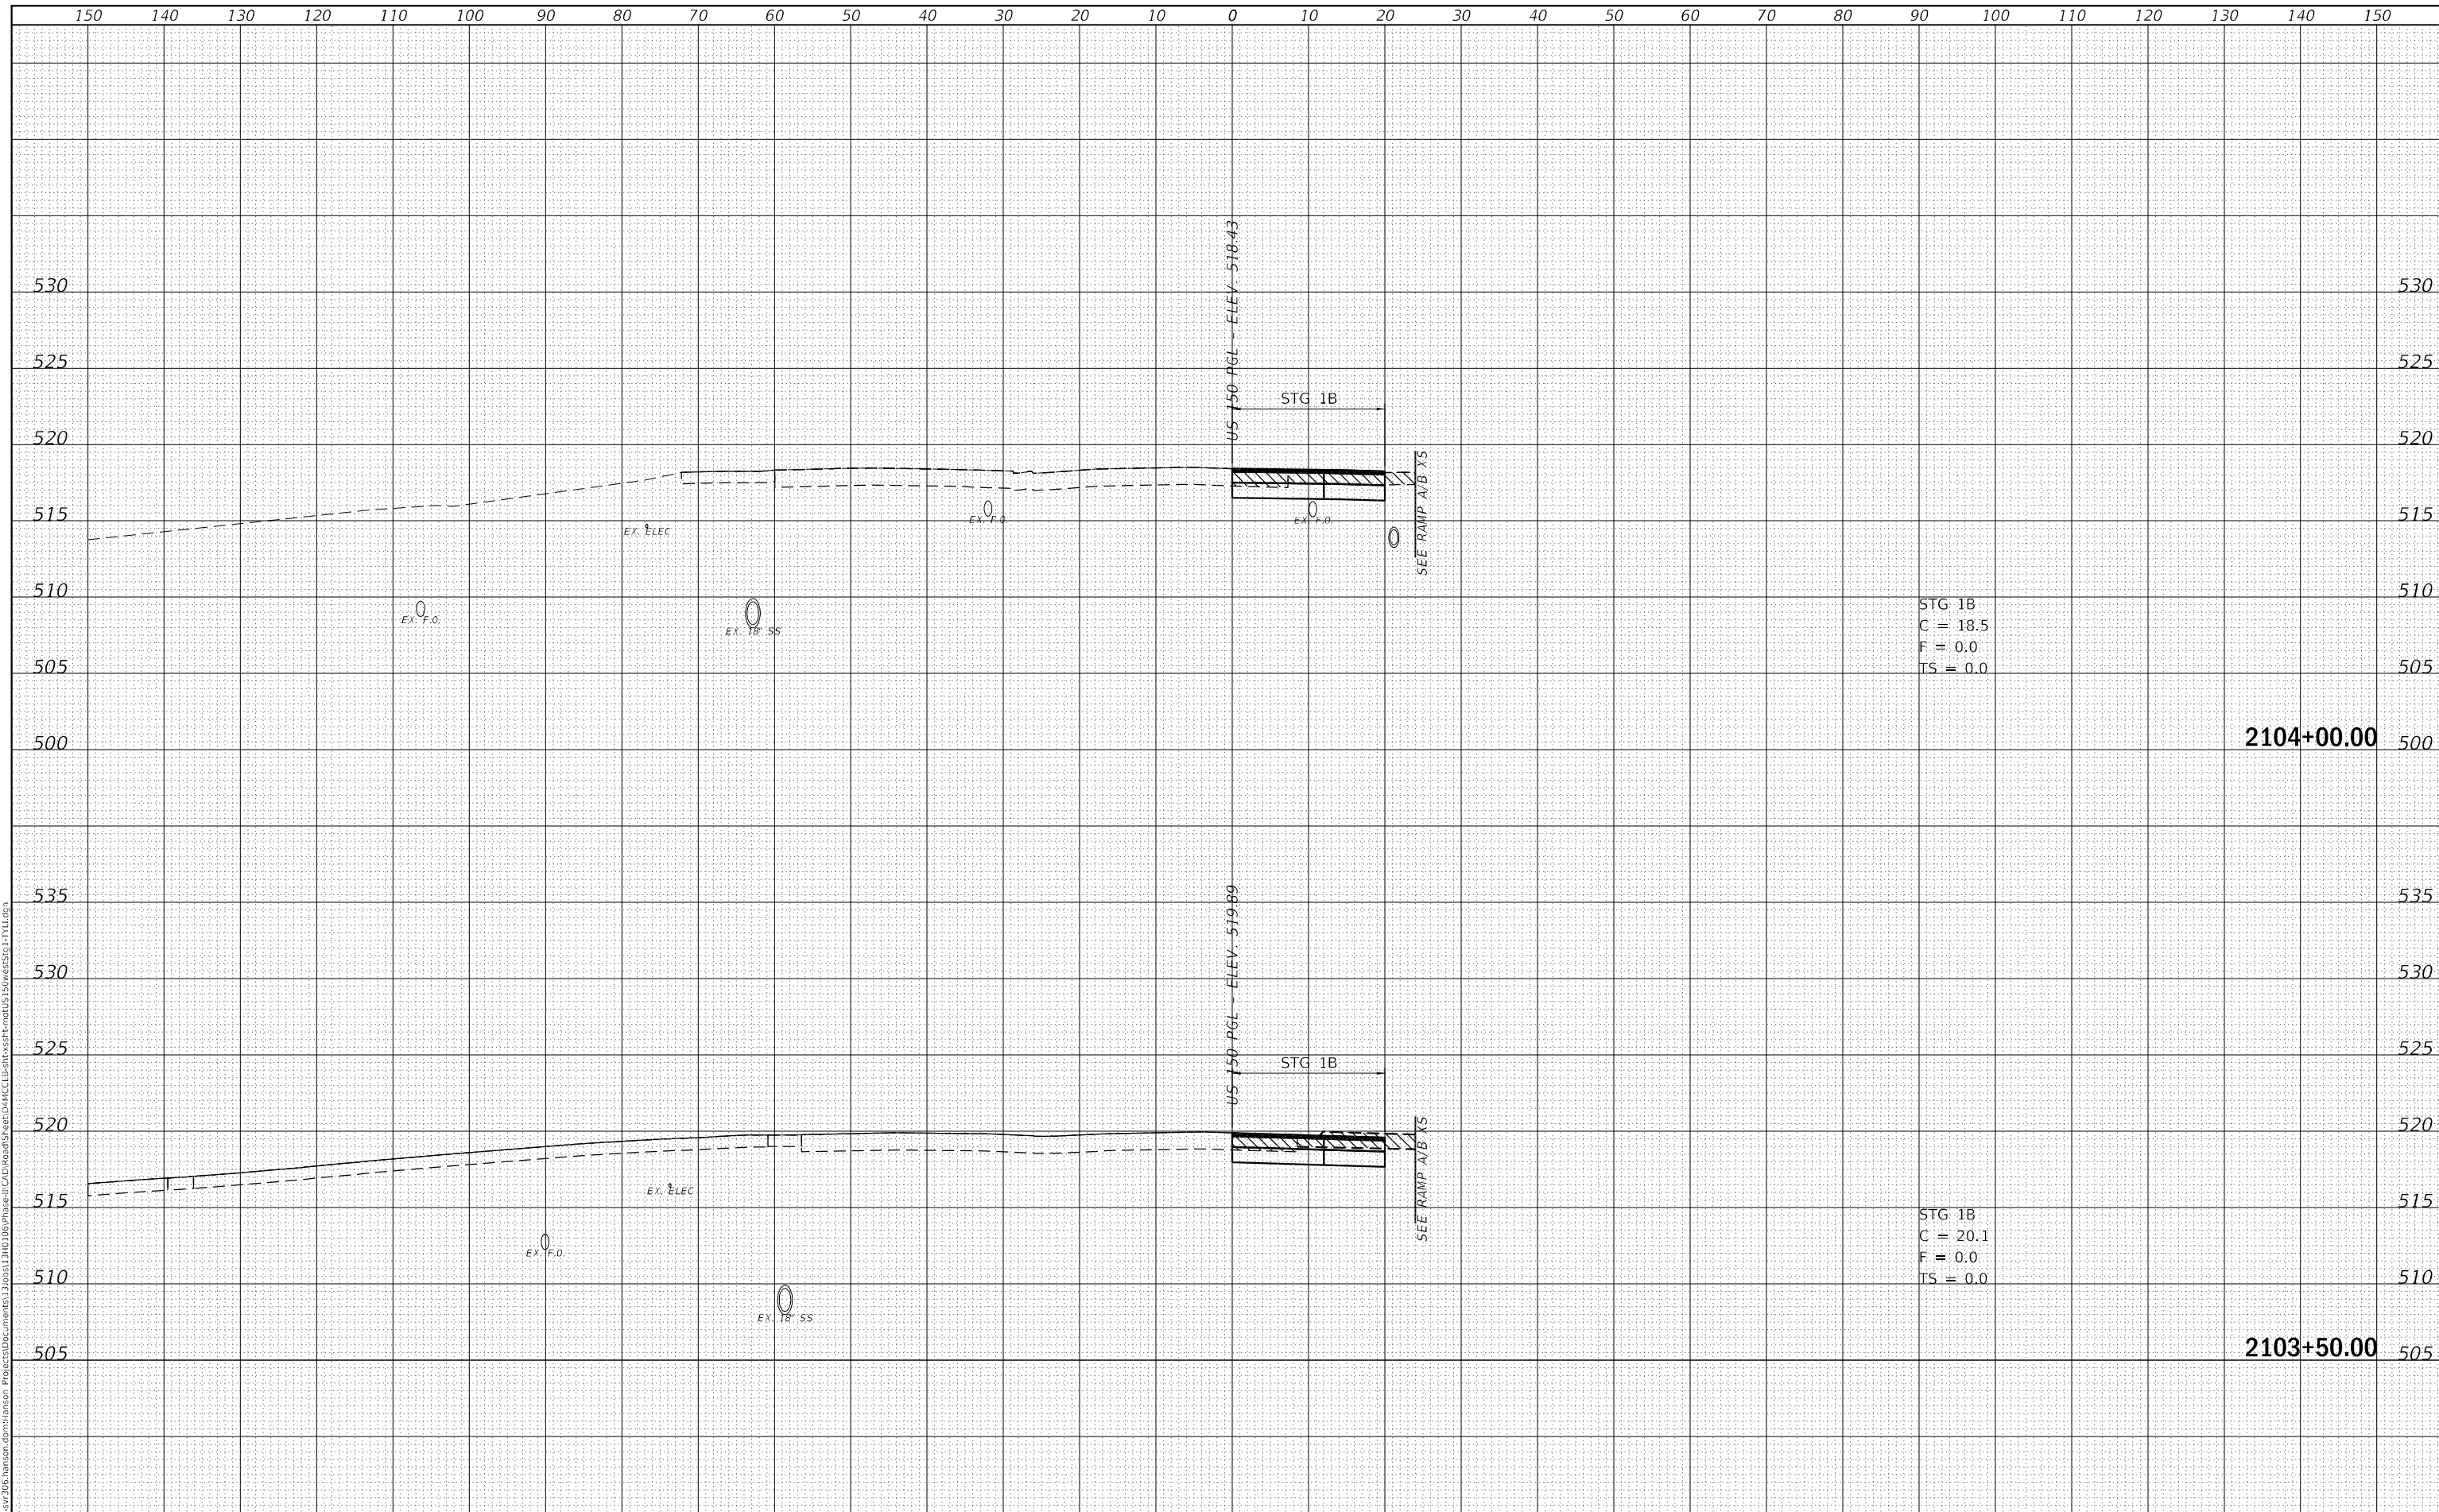 150 140 130 120 110 100 90 80 70 60 50 40 30 20 10 0 10 20 30 40 50 60 70 80 90 100 110 120 130 140 150
US 150 PGL - ELEV. 518.43
530 530
525 525
STG 1B
520 520
SEE RAMP A/B XS
515 515
EX. ELEC
EX. F.O.
EX. F.O.
510 510
EX. F.O.
EX. 18" SS
STG 1B
C = 18.5
F = 0.0
TS = 0.0
505 505
500 2104+00.00 500
US 150 PGL - ELEV. 519.89
535 535
530 530
525 525
STG 1B
520 520
SEE RAMP A/B XS
EX. ELEC
515 515
EX. F.O.
STG 1B
C = 20.1
F = 0.0
TS = 0.0
510 510
EX. 18" SS
505 2103+50.00 505